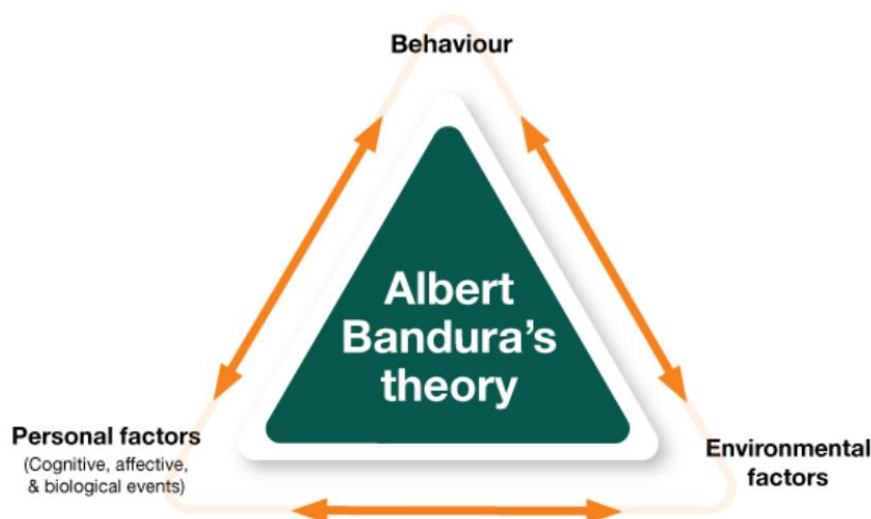 Behaviour
Albert
Bandura's
theory
Personal factors
(Cognitive, affective,
& biological events)
Environmental
factors